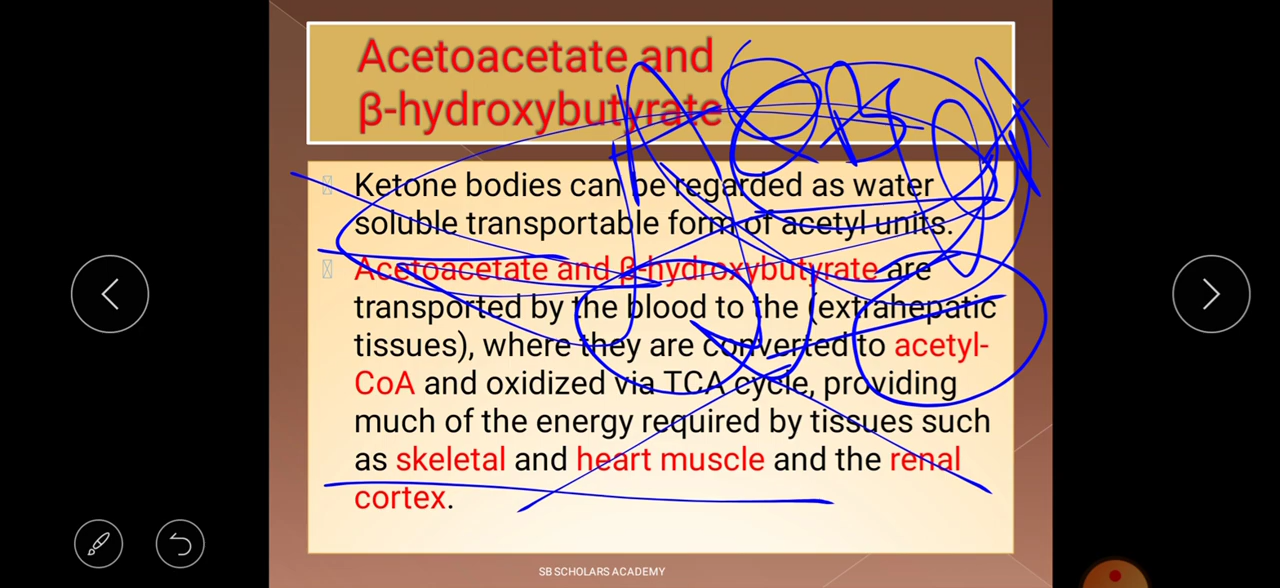 Acetoacetate and
β-hydroxybutyrate
Ketone bodies can be regarded as water
soluble transportable form of acetyl units.
Acetoacetate and β-hydroxybutyrate are
transported by the blood to the (extrahepatic
tissues), where they are converted to acetyl-
CoA and oxidized via TCA cycle, providing
much of the energy required by tissues such
as skeletal and heart muscle and the renal
cortex.
SB SCHOLARS ACADEMY